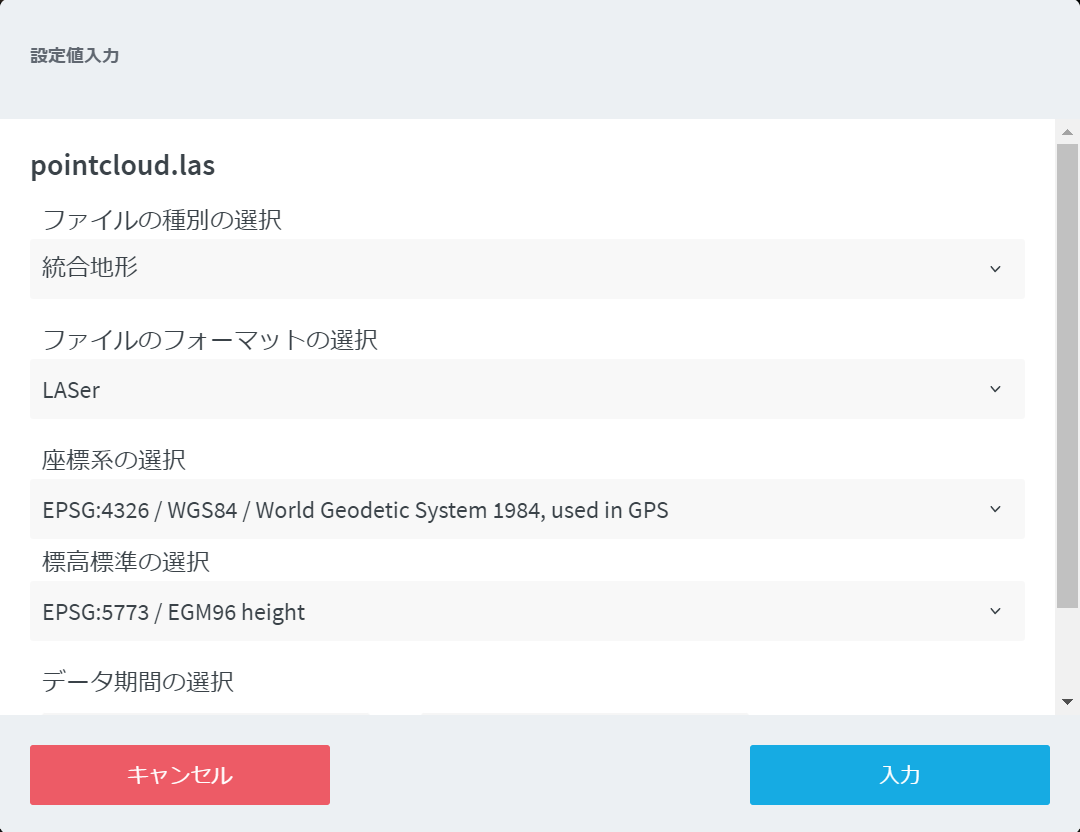 設定値入力
pointcloud.las
ファイルの種別の選択
統合地形
ファイルのフォーマットの選択
LASer
座標系の選択
EPSG:4326 / WGS84 / World Geodetic System 1984, used in GPS
標高標準の選択
EPSG:5773 / EGM96 height
データ期間の選択
キャンセル
入力